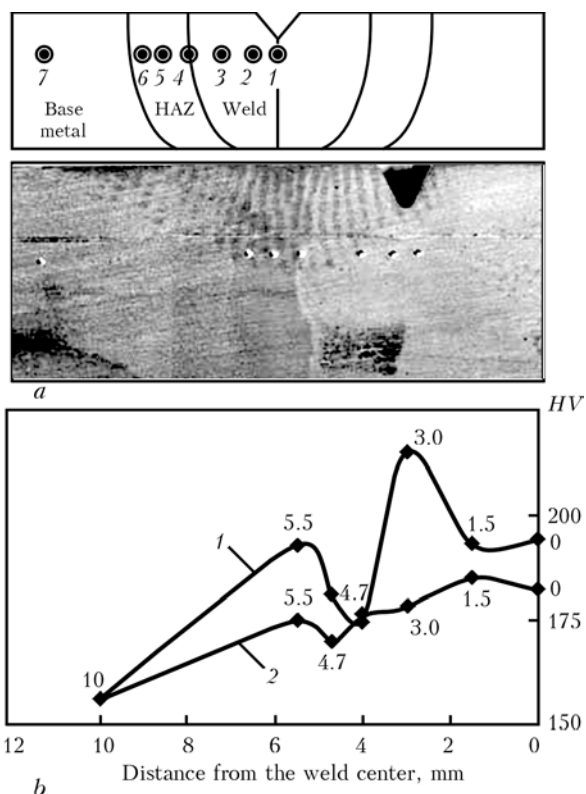 7 6 5 4 3 2 1
Base HAZ Weld
metal
a
HV
3.0
200
5.5 1.5
1 0
4.7 0
5.5 1.5
175
3.0
10 2 4.7
150
12 10 8 6 4 2 0
Distance from the weld center, mm
b